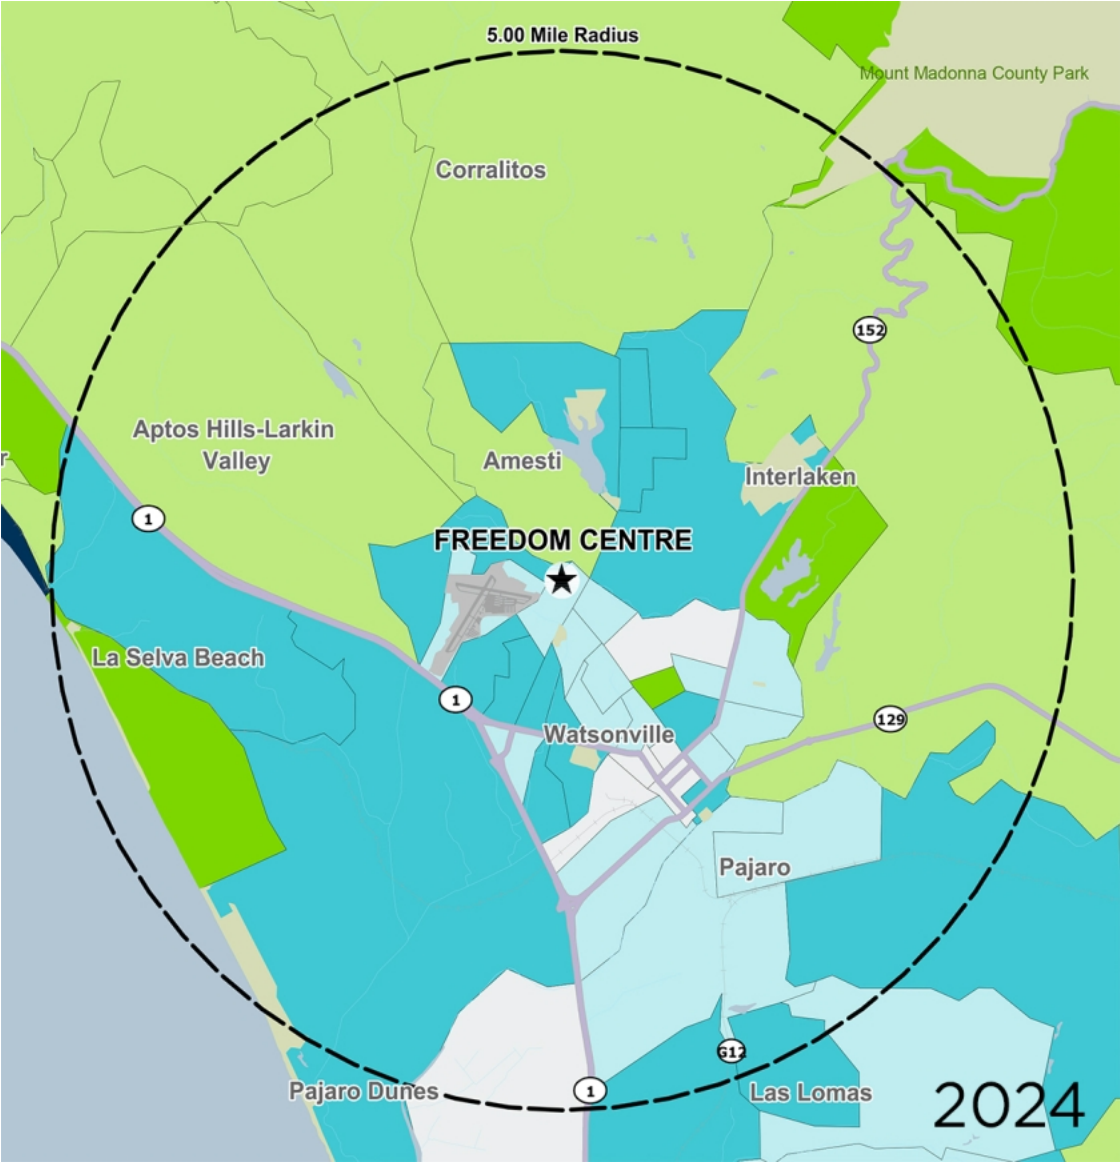 5.00 Mile Radius
Mount Madonna County Park
Corralitos
152
Aptos Hills-Larkin
Valley
Amesti
Interlaken
r
1
FREEDOM CENTRE
La Selva Beach
1
129
Watsonville
Pajaro
G12
Pajaro Dunes
1
Las Lomas
2024